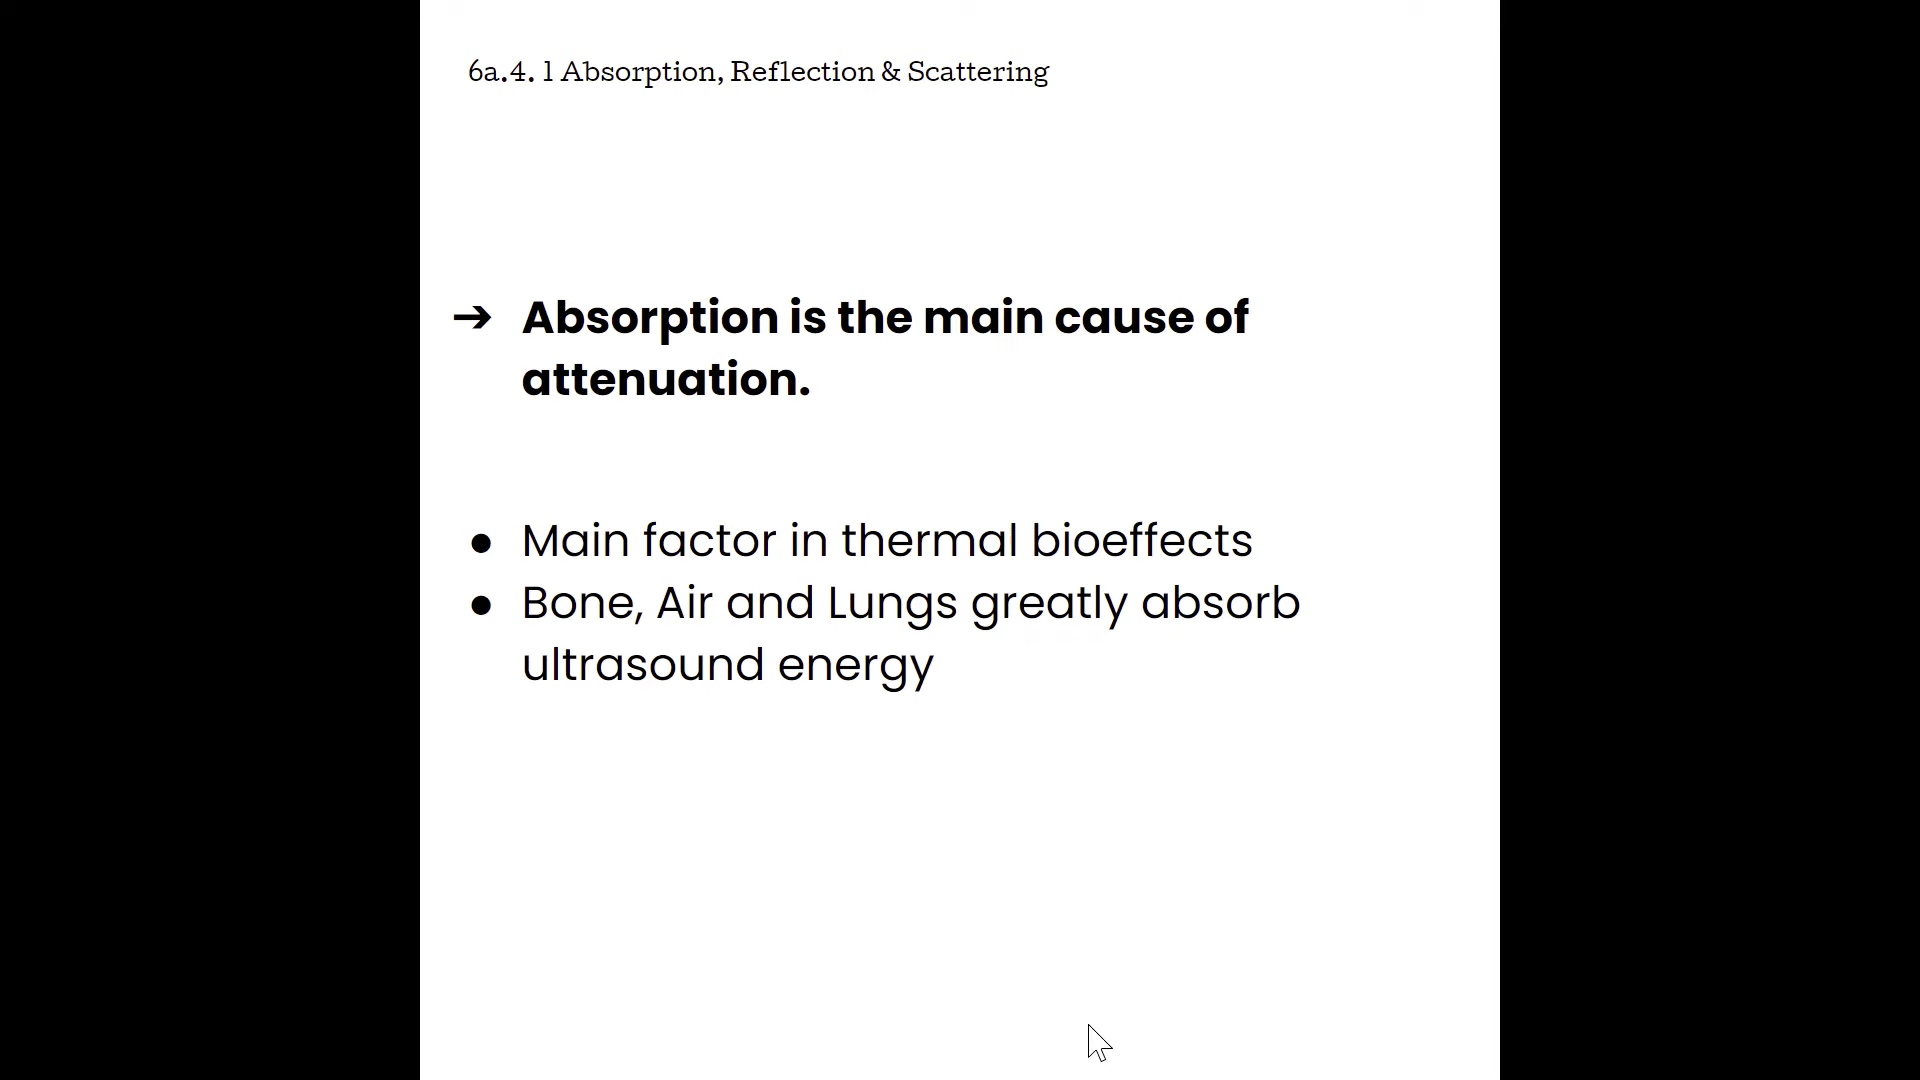 6a.4. 1 Absorption, Reflection & Scattering
➔ Absorption is the main cause of
attenuation.
● Main factor in thermal bioeffects
● Bone, Air and Lungs greatly absorb
ultrasound energy